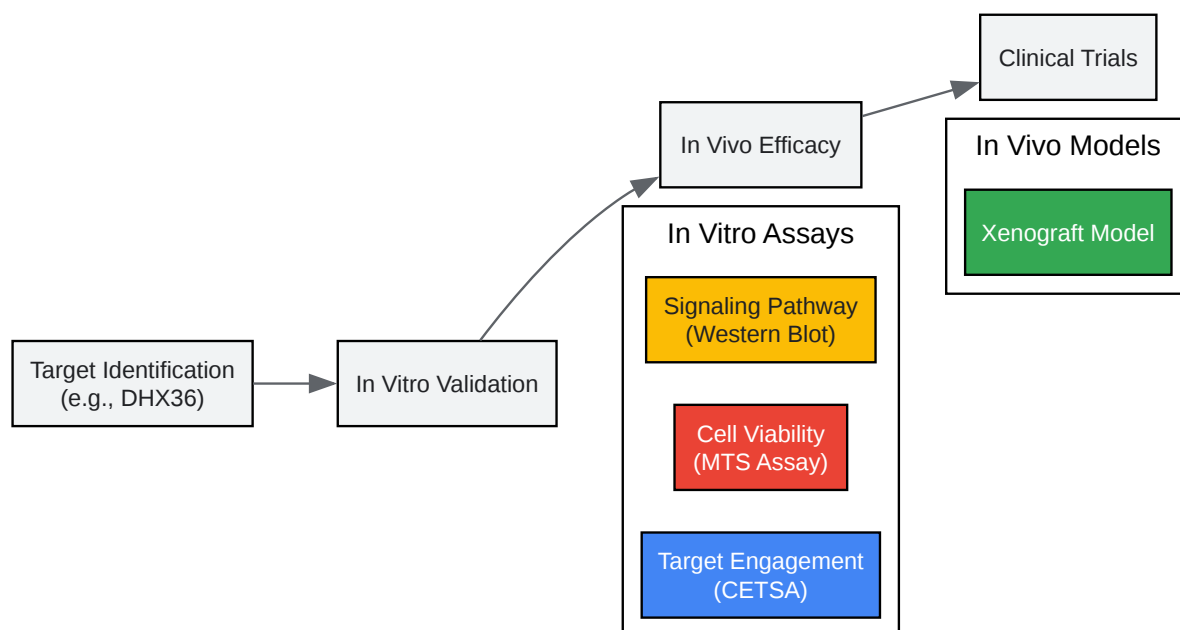 Target Identification
(e.g., DHX36)
In Vitro Validation
In Vivo Efficacy
Clinical Trials
In Vitro Assays
Signaling Pathway
(Western Blot)
Cell Viability
(MTS Assay)
Target Engagement
(CETSA)
In Vivo Models
Xenograft Model